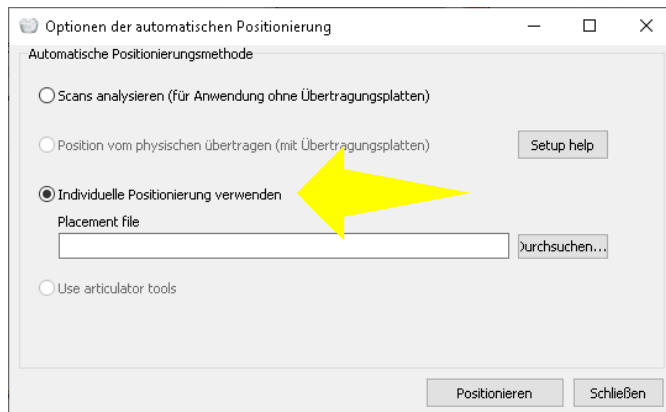 Optionen der automatischen Positionierung
Automatische Positionierungsmethode
Scans analysieren (für Anwendung ohne Übertragungsplatten)
Position vom physischen übertragen (mit Übertragungsplatten)
Setup help
Individuelle Positionierung verwenden
Placement file
Durchsuchen...
Use articulator tools
Positionieren
Schließen